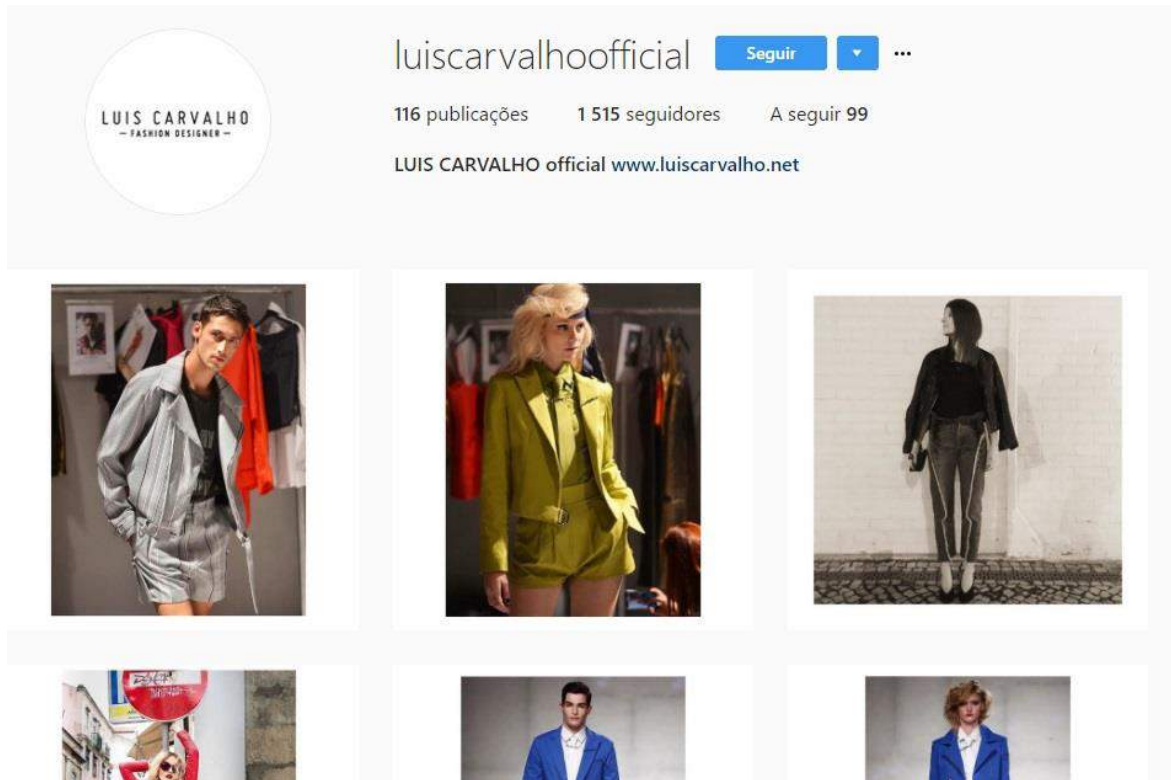 luiscarvalhoofficial Seguir ...
LUIS CARVALHO
— FASHION DESIGNER —
116 publicações 1 515 seguidores A seguir 99
LUIS CARVALHO official www.luiscarvalho.net